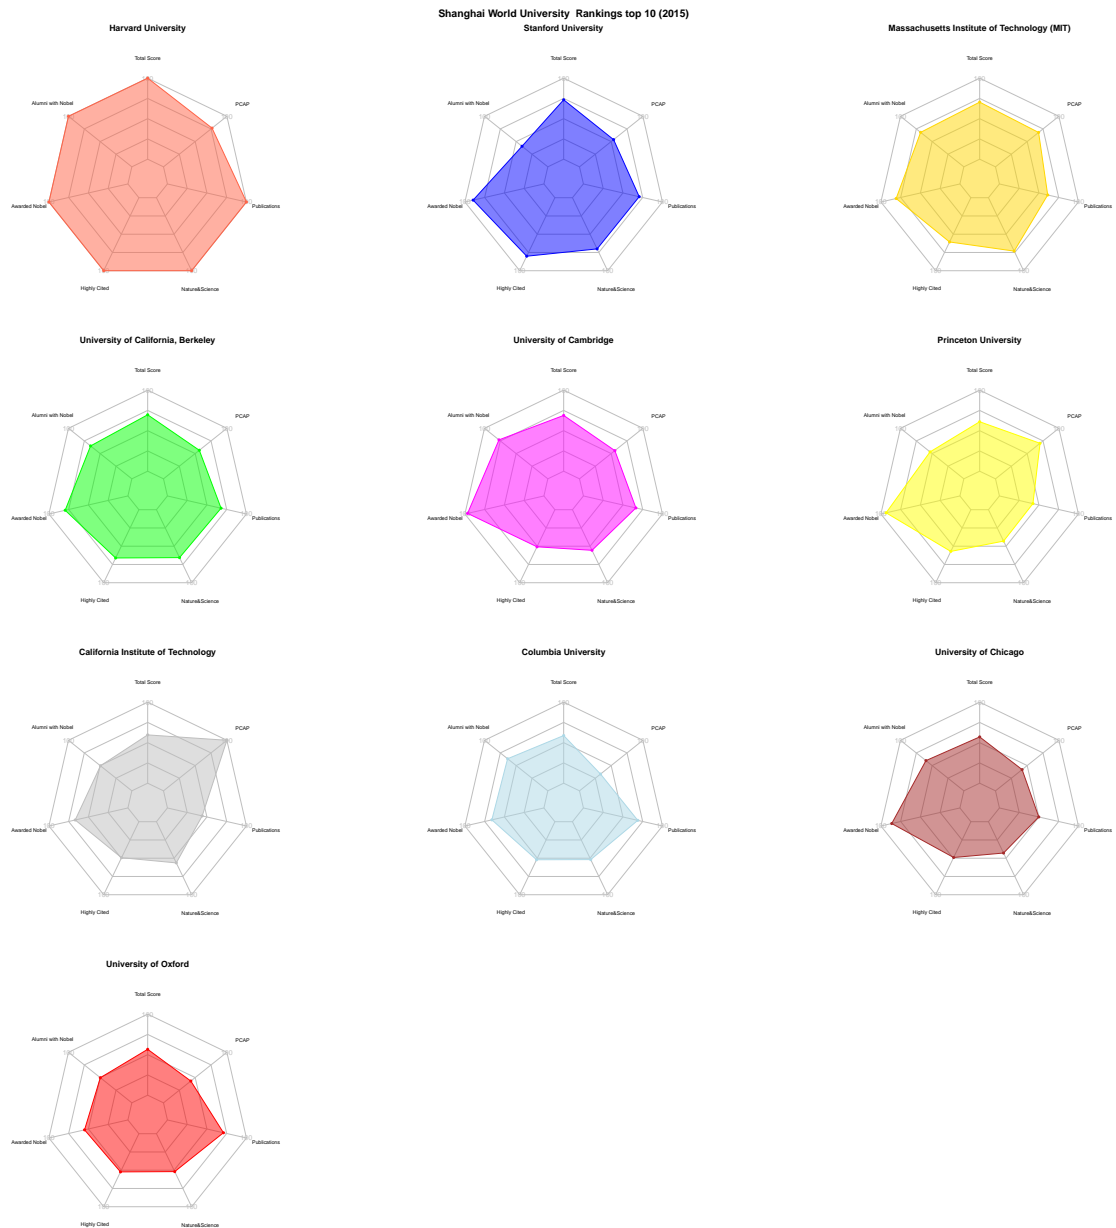 Shanghai World University Rankings top 10 (2015)
Harvard University
Stanford University
Massachusetts Institute of Technology (MIT)
Total Score
Alumni with Nobel
PCAP
Awarded Nobel
Publications
Highly Cited
Nature&Science
Total Score
Alumni with Nobel
PCAP
Awarded Nobel
Publications
Highly Cited
Nature&Science
Total Score
Alumni with Nobel
PCAP
Awarded Nobel
Publications
Highly Cited
Nature&Science
University of California, Berkeley
University of Cambridge
Princeton University
Total Score
Alumni with Nobel
PCAP
Awarded Nobel
Publications
Highly Cited
Nature&Science
Total Score
Alumni with Nobel
PCAP
Awarded Nobel
Publications
Highly Cited
Nature&Science
Total Score
Alumni with Nobel
PCAP
Awarded Nobel
Publications
Highly Cited
Nature&Science
California Institute of Technology
Columbia University
University of Chicago
Total Score
Alumni with Nobel
PCAP
Awarded Nobel
Publications
Highly Cited
Nature&Science
Total Score
Alumni with Nobel
PCAP
Awarded Nobel
Publications
Highly Cited
Nature&Science
Total Score
Alumni with Nobel
PCAP
Awarded Nobel
Publications
Highly Cited
Nature&Science
University of Oxford
Total Score
Alumni with Nobel
PCAP
Awarded Nobel
Publications
Highly Cited
Nature&Science